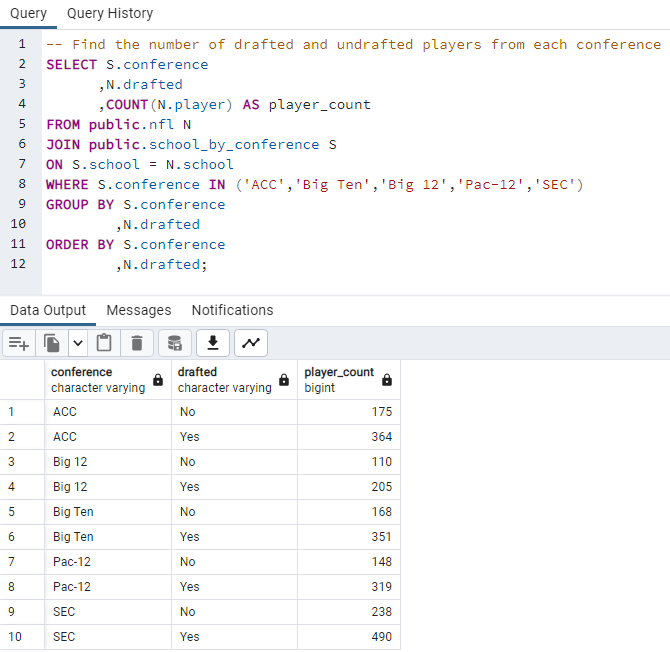 Query Query History
1 -- Find the number of drafted and undrafted players from each conference
2 SELECT S.conference
3 ,N.drafted
4 ,COUNT(N.player) AS player_count
5 FROM public.nfl N
6 JOIN public.school_by_conference S
7 ON S.school = N.school
8 WHERE S.conference IN ('ACC','Big Ten','Big 12','Pac-12','SEC')
9 GROUP BY S.conference
10 ,N.drafted
11 ORDER BY S.conference
12 ,N.drafted;
Data Output Messages Notifications
conference drafted player_count
character varying character varying bigint
1 ACC No 175
2 ACC Yes 364
3 Big 12 No 110
4 Big 12 Yes 205
5 Big Ten No 168
6 Big Ten Yes 351
7 Pac-12 No 148
8 Pac-12 Yes 319
9 SEC No 238
10 SEC Yes 490